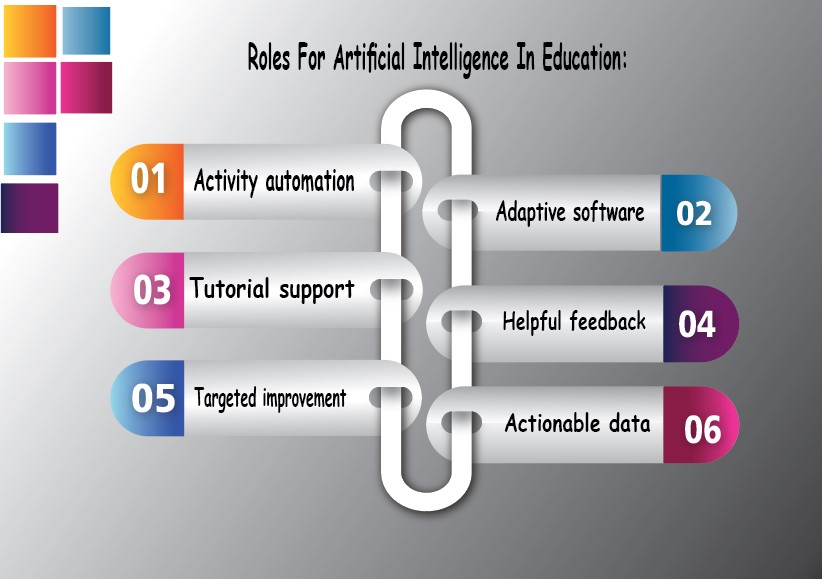 Roles For Artificial Intelligence In Education:
01 Activity automation
Adaptive software 02
03 Tutorial support
Helpful feedback 04
05 Targeted improvement
Actionable data 06